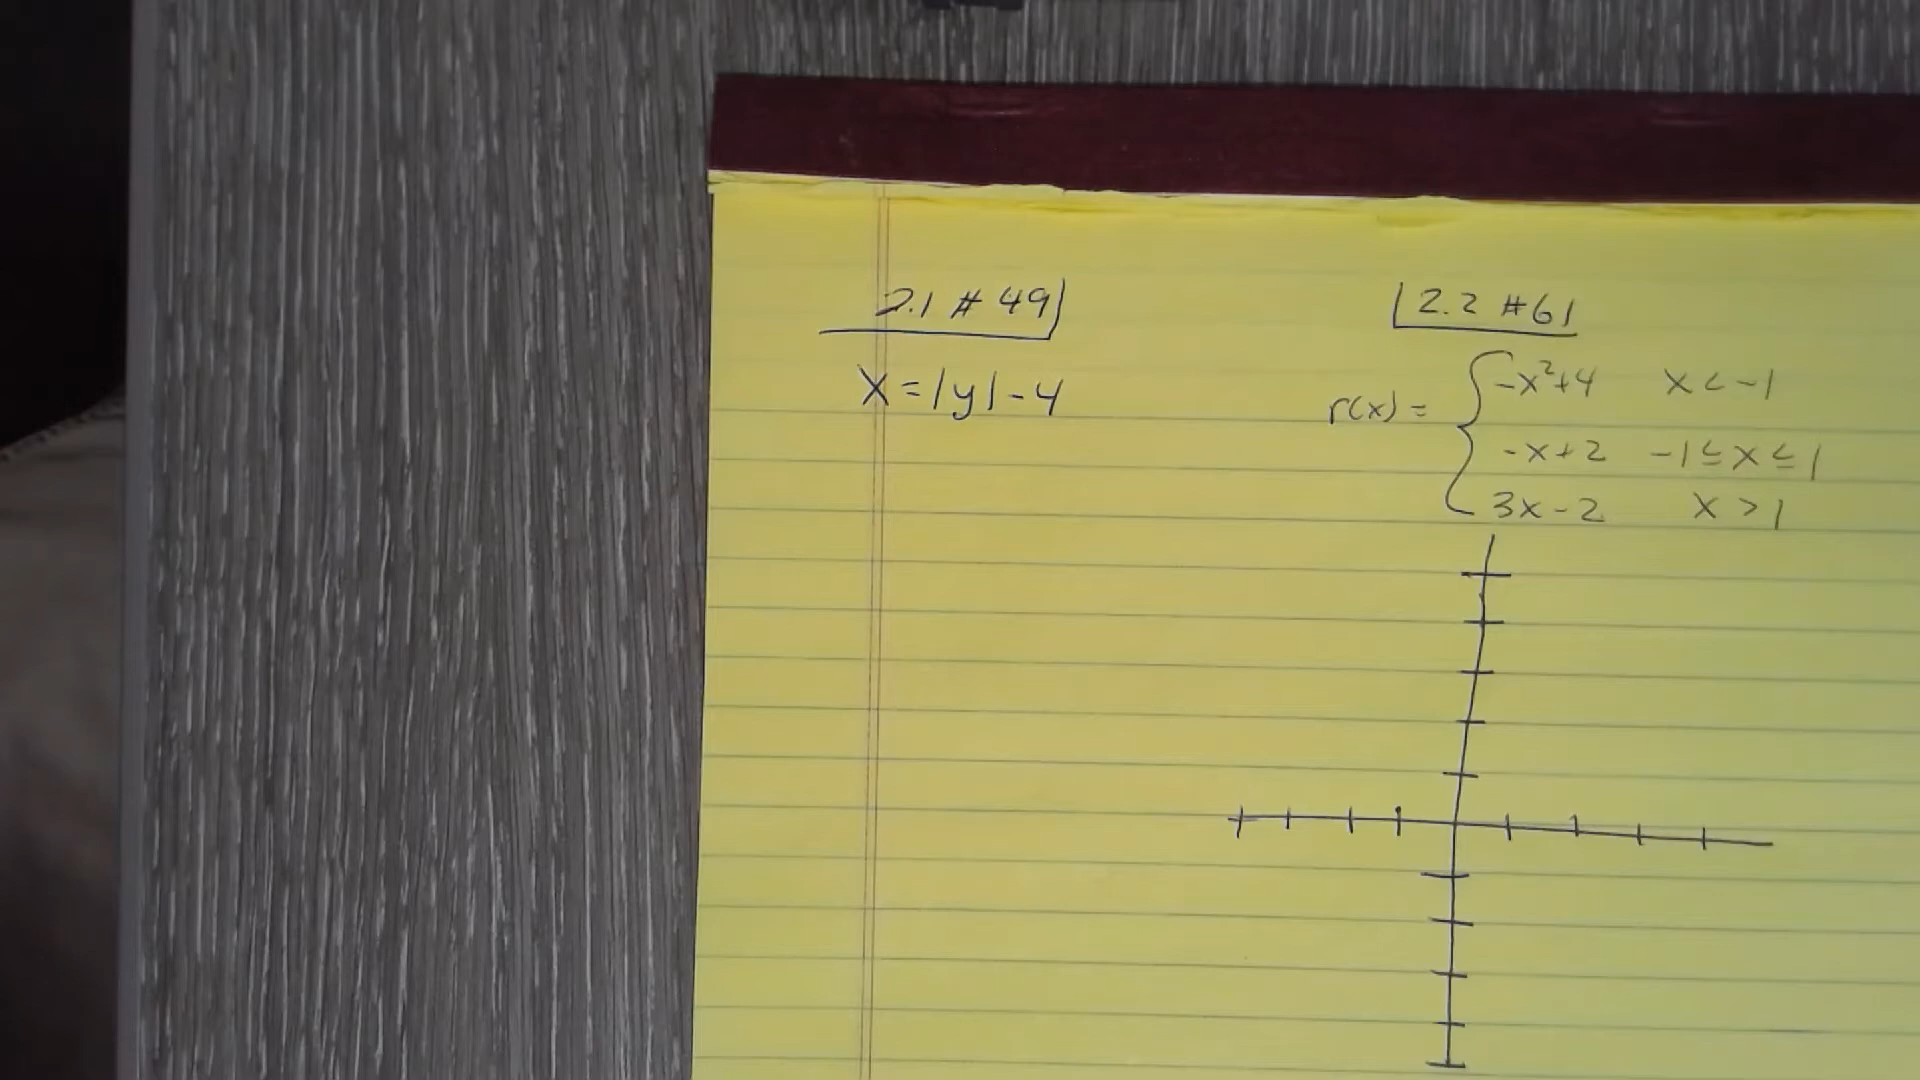 2.1 # 49
x = |y| - 4
2.2 #61
r(x) = { -x²+4 x < -1
-x+2 -1 ≤ x ≤ 1
3x-2 x > 1